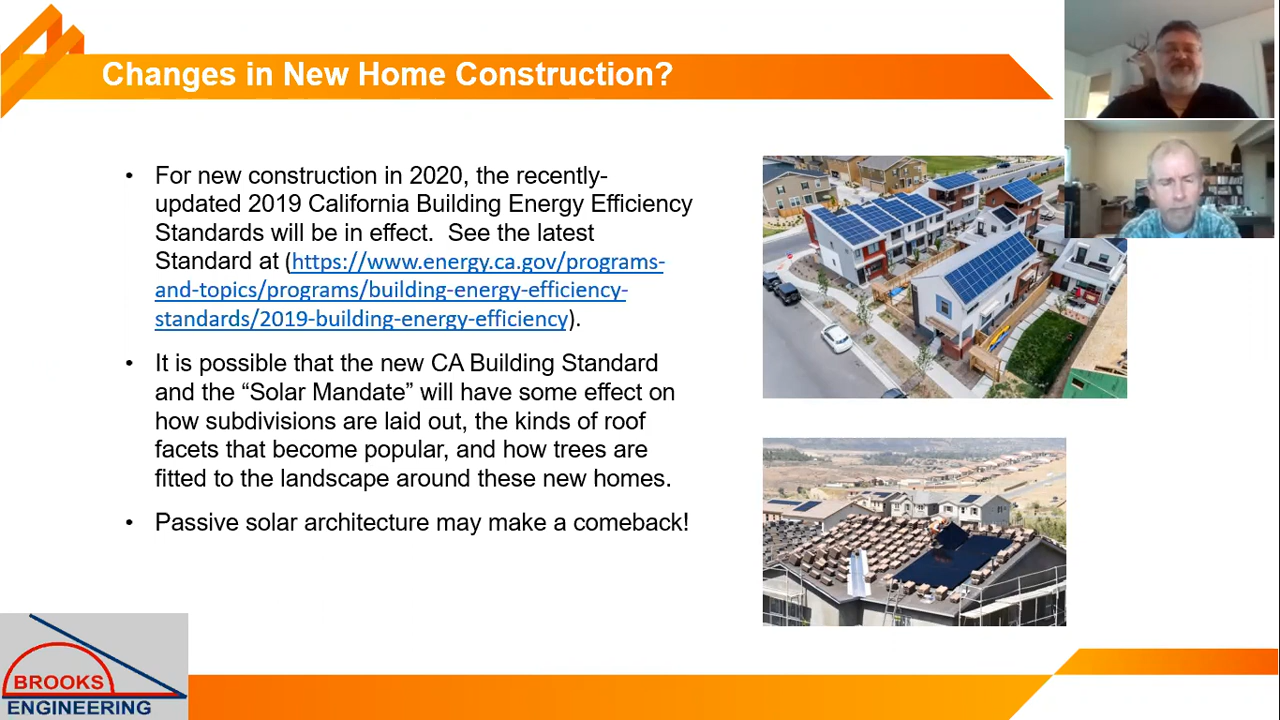 Changes in New Home Construction?
• For new construction in 2020, the recently-
updated 2019 California Building Energy Efficiency
Standards will be in effect.  See the latest
Standard at (https://www.energy.ca.gov/programs-
and-topics/programs/building-energy-efficiency-
standards/2019-building-energy-efficiency).
• It is possible that the new CA Building Standard
and the “Solar Mandate” will have some effect on
how subdivisions are laid out, the kinds of roof
facets that become popular, and how trees are
fitted to the landscape around these new homes.
• Passive solar architecture may make a comeback!
BROOKS
ENGINEERING